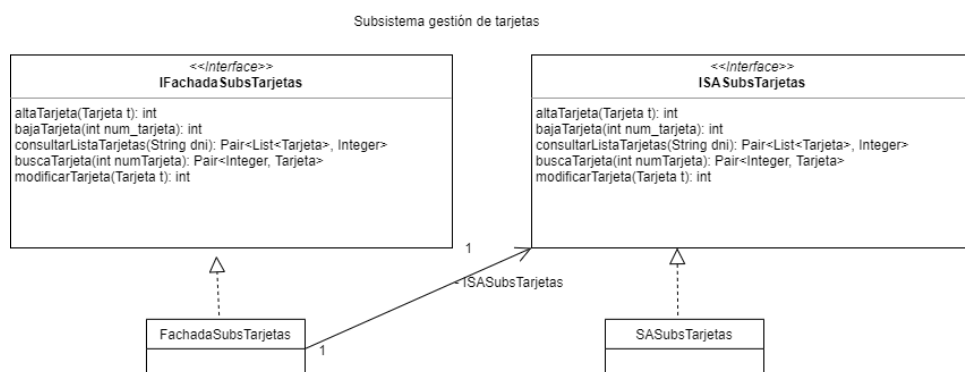 Subsistema gestión de tarjetas
<<Interface>>
IFachadaSubsTarjetas
altaTarjeta(Tarjeta t): int
bajaTarjeta(int num_tarjeta): int
consultarListaTarjetas(String dni): Pair<List<Tarjeta>, Integer>
buscaTarjeta(int numTarjeta): Pair<Integer, Tarjeta>
modificarTarjeta(Tarjeta t): int
<<Interface>>
ISASubsTarjetas
altaTarjeta(Tarjeta t): int
bajaTarjeta(int num_tarjeta): int
consultarListaTarjetas(String dni): Pair<List<Tarjeta>, Integer>
buscaTarjeta(int numTarjeta): Pair<Integer, Tarjeta>
modificarTarjeta(Tarjeta t): int
1
- ISASubsTarjetas
FachadaSubsTarjetas
1
SASubsTarjetas